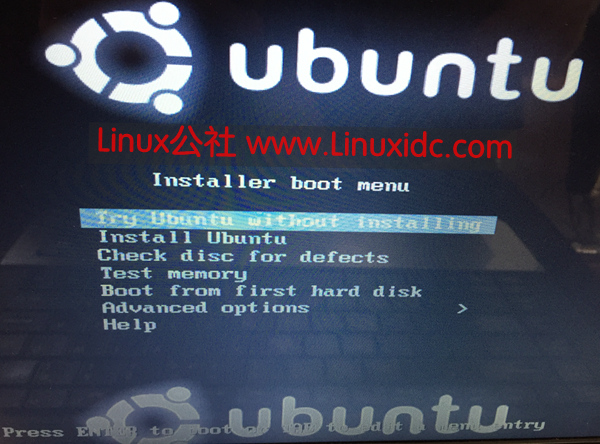 ubuntu
Linux公社 www.Linuxidc.com
Installer boot menu
Try Ubuntu without installing
Install Ubuntu
Check disc for defects
Test memory
Boot from first hard disk
Advanced options >
Help
ubuntu
Press ENTER to boot or TAB to edit a menu entry